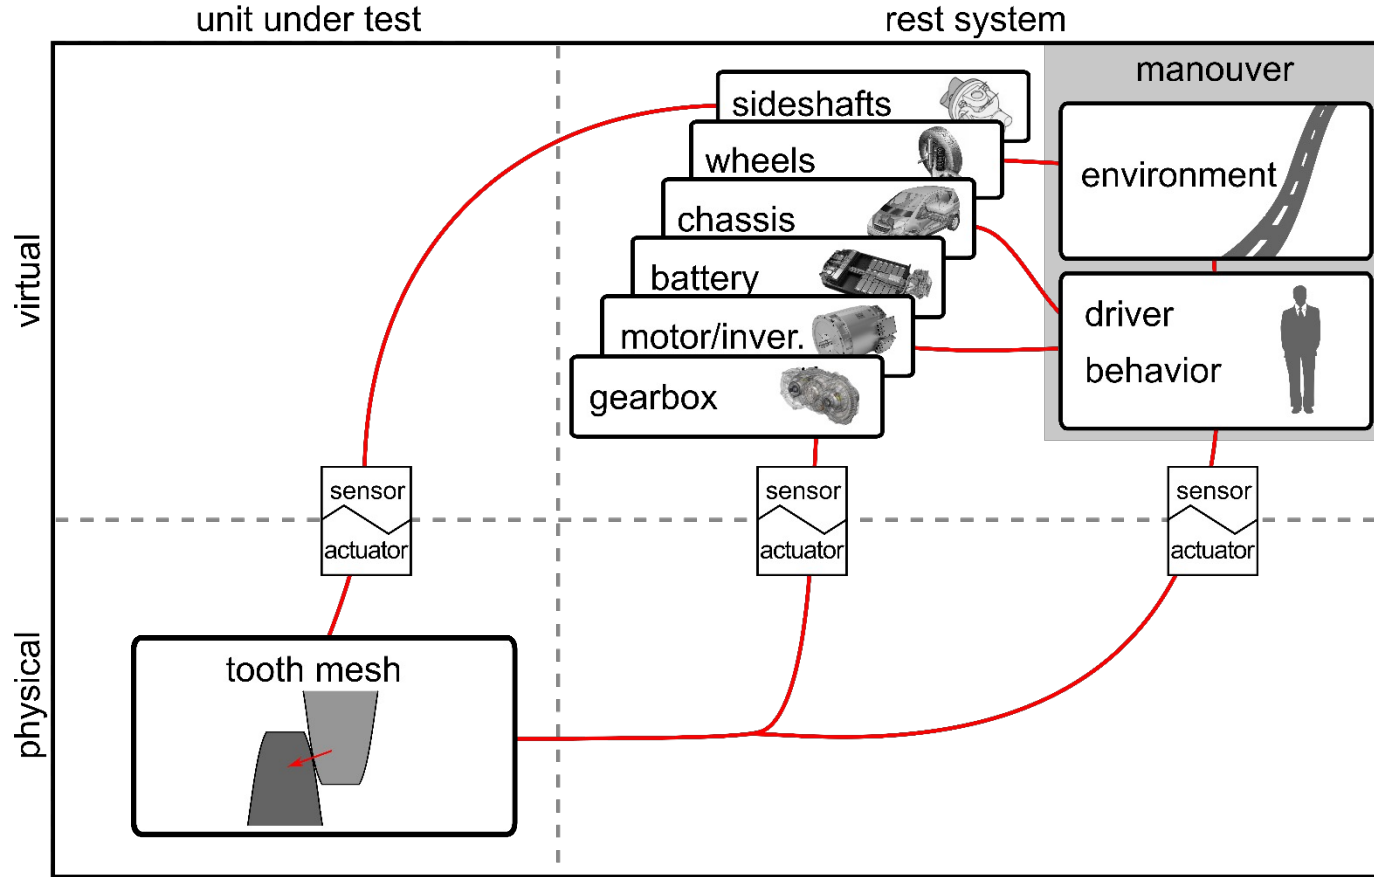 unit under test
rest system
manouver
sideshafts
wheels
environment
chassis
battery
driver
behavior
motor/inver.
gearbox
virtual
sensor
actuator
sensor
actuator
sensor
actuator
physical
tooth mesh